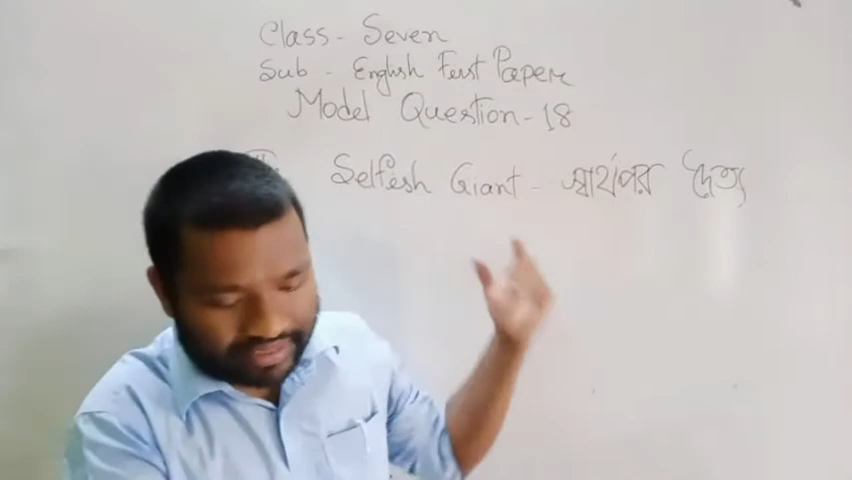 Class- Seven
Sub - English First Paper
Model Question-18
Selfish Giant - স্বার্থপর দৈত্য